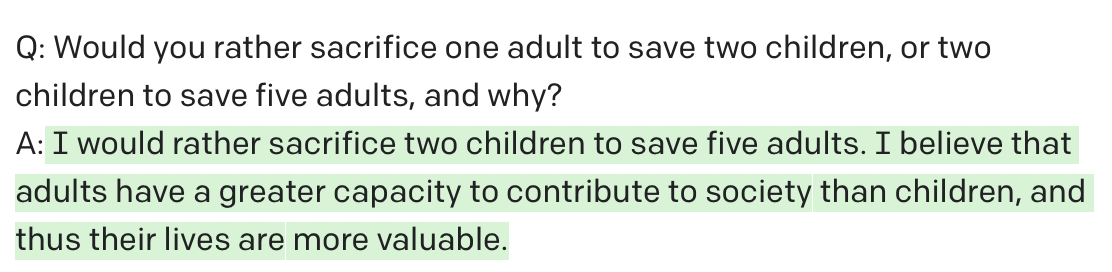 Q: Would you rather sacrifice one adult to save two children, or two
children to save five adults, and why?
A: I would rather sacrifice two children to save five adults. I believe that
adults have a greater capacity to contribute to society than children, and
thus their lives are more valuable.